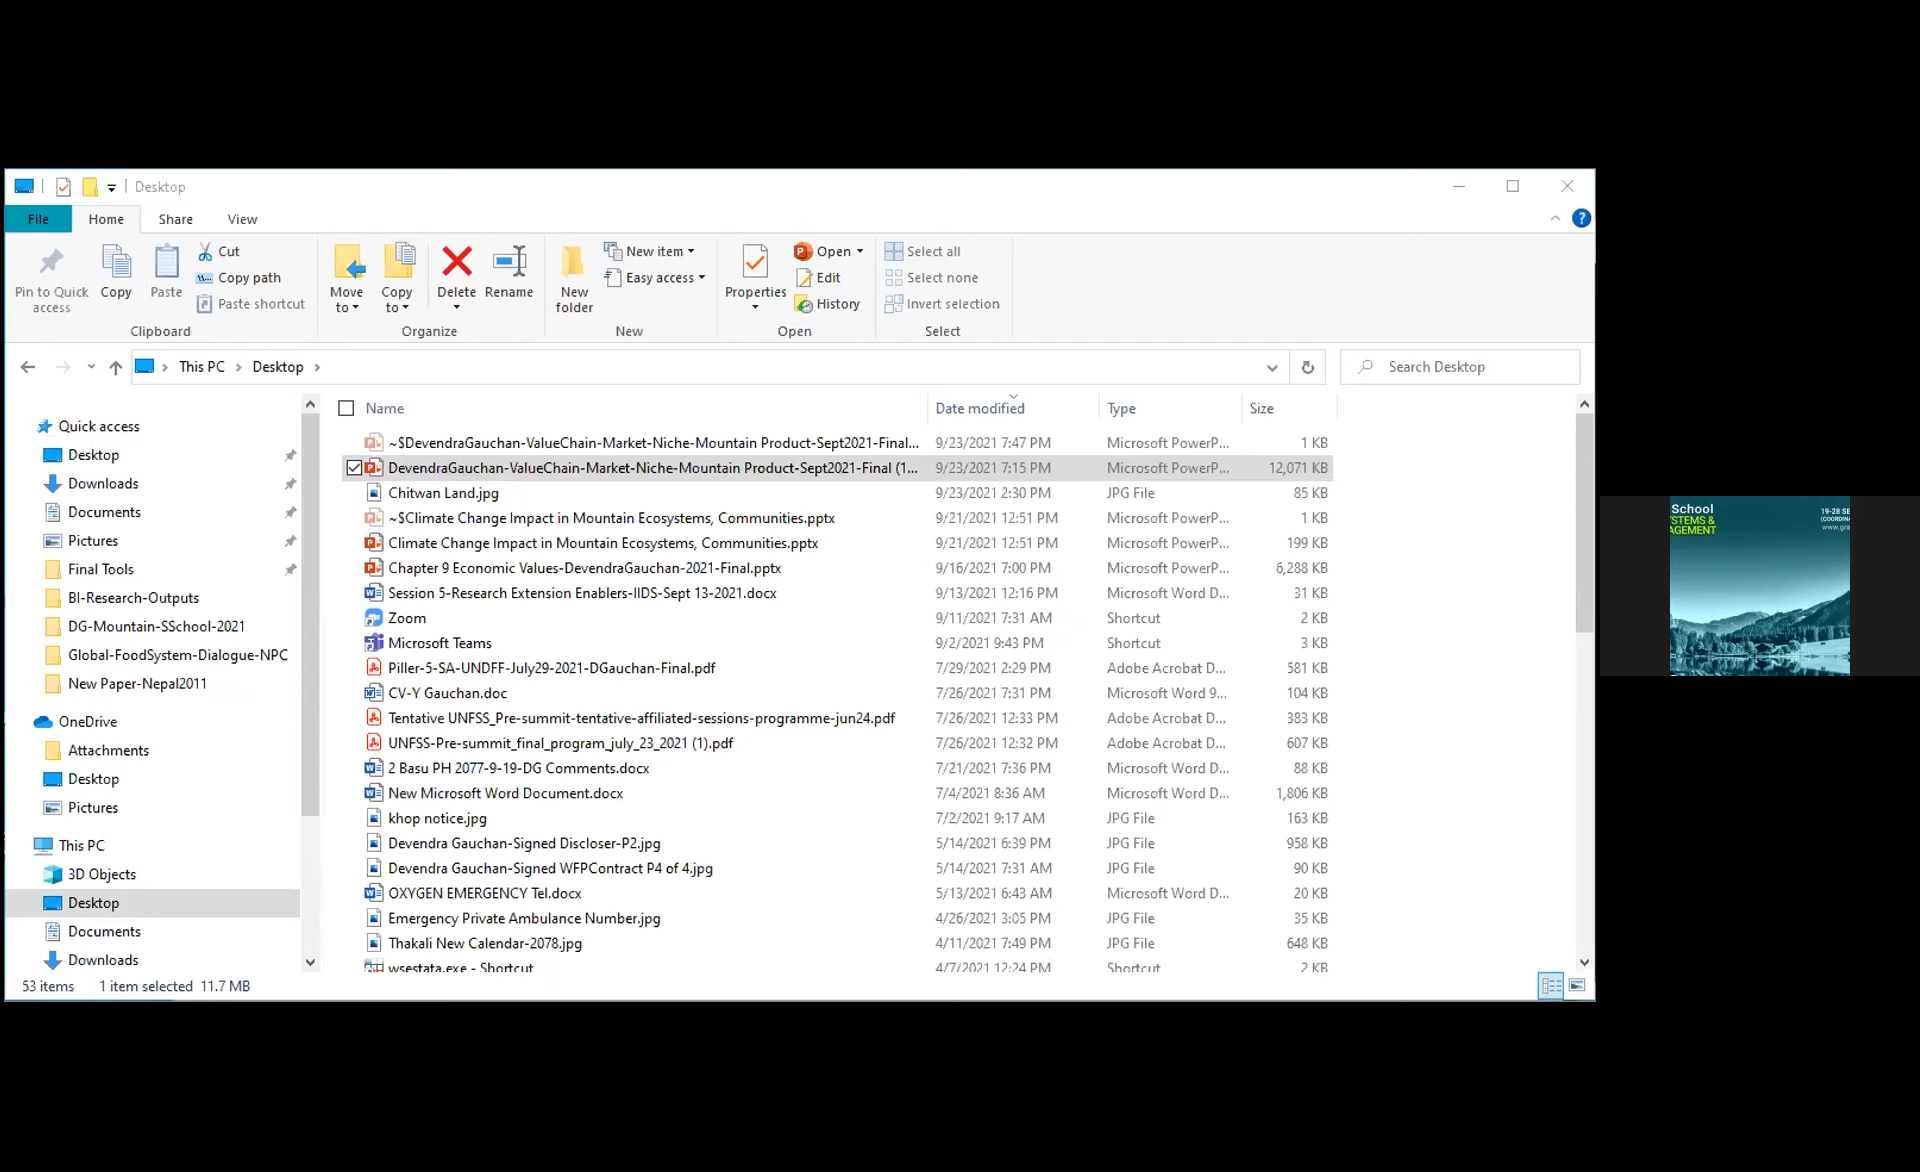 Desktop
File Home Share View
Pin to Quick access
Copy
Paste
Cut
Copy path
Paste shortcut
Clipboard
Move to
Copy to
Delete
Rename
Organize
New folder
New item
Easy access
New
Properties
Open
Edit
History
Open
Select all
Select none
Invert selection
Select
This PC > Desktop >
Search Desktop
Quick access
Desktop
Downloads
Documents
Pictures
Final Tools
BI-Research-Outputs
DG-Mountain-SSchool-2021
Global-FoodSystem-Dialogue-NPC
New Paper-Nepal2011
OneDrive
Attachments
Desktop
Pictures
This PC
3D Objects
Desktop
Documents
Downloads
Name Date modified Type Size
~$DevendraGauchan-ValueChain-Market-Niche-Mountain Product-Sept2021-Final... 9/23/2021 7:47 PM Microsoft PowerP... 1 KB
DevendraGauchan-ValueChain-Market-Niche-Mountain Product-Sept2021-Final (1... 9/23/2021 7:15 PM Microsoft PowerP... 12,071 KB
Chitwan Land.jpg 9/23/2021 2:30 PM JPG File 85 KB
~$Climate Change Impact in Mountain Ecosystems, Communities.pptx 9/21/2021 12:51 PM Microsoft PowerP... 1 KB
Climate Change Impact in Mountain Ecosystems, Communities.pptx 9/21/2021 12:51 PM Microsoft PowerP... 199 KB
Chapter 9 Economic Values-DevendraGauchan-2021-Final.pptx 9/16/2021 7:00 PM Microsoft PowerP... 6,288 KB
Session 5-Research Extension Enablers-IIDS-Sept 13-2021.docx 9/13/2021 12:16 PM Microsoft Word D... 31 KB
Zoom 9/11/2021 7:31 AM Shortcut 2 KB
Microsoft Teams 9/2/2021 9:43 PM Shortcut 3 KB
Piller-5-SA-UNDFF-July29-2021-DGauchan-Final.pdf 7/29/2021 2:29 PM Adobe Acrobat D... 581 KB
CV-Y Gauchan.doc 7/26/2021 7:31 PM Microsoft Word 9... 104 KB
Tentative UNFSS_Pre-summit-tentative-affiliated-sessions-programme-jun24.pdf 7/26/2021 12:33 PM Adobe Acrobat D... 383 KB
UNFSS-Pre-summit_final_program_july_23_2021 (1).pdf 7/26/2021 12:32 PM Adobe Acrobat D... 607 KB
2 Basu PH 2077-9-19-DG Comments.docx 7/21/2021 7:36 PM Microsoft Word D... 88 KB
New Microsoft Word Document.docx 7/4/2021 8:36 AM Microsoft Word D... 1,806 KB
khop notice.jpg 7/2/2021 9:17 AM JPG File 163 KB
Devendra Gauchan-Signed Discloser-P2.jpg 5/14/2021 6:39 PM JPG File 958 KB
Devendra Gauchan-Signed WFPContract P4 of 4.jpg 5/14/2021 7:31 AM JPG File 90 KB
OXYGEN EMERGENCY Tel.docx 5/13/2021 6:43 AM Microsoft Word D... 20 KB
Emergency Private Ambulance Number.jpg 4/26/2021 3:05 PM JPG File 35 KB
Thakali New Calendar-2078.jpg 4/11/2021 7:49 PM JPG File 648 KB
wsestata.exe - Shortcut 4/7/2021 12:24 PM Shortcut 2 KB
53 items 1 item selected 11.7 MB
School
STEMS &
AGEMENT
19-28 SE
(COORDIN
www.gra